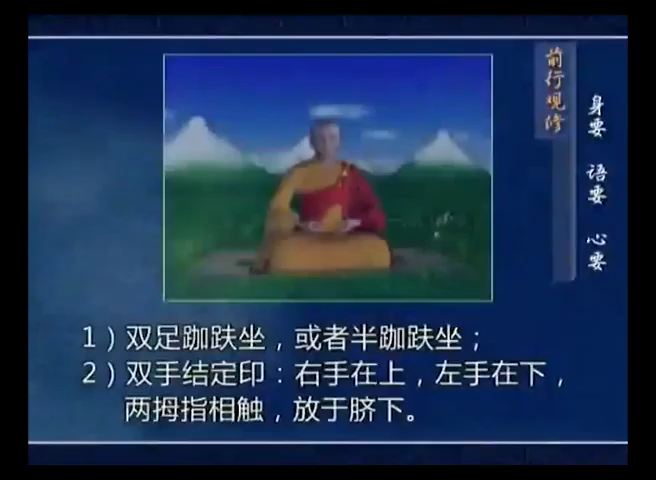 前行观修
身要
语要
心要
1）双足跏趺坐，或者半跏趺坐；
2）双手结定印：右手在上，左手在下，
两拇指相触，放于脐下。